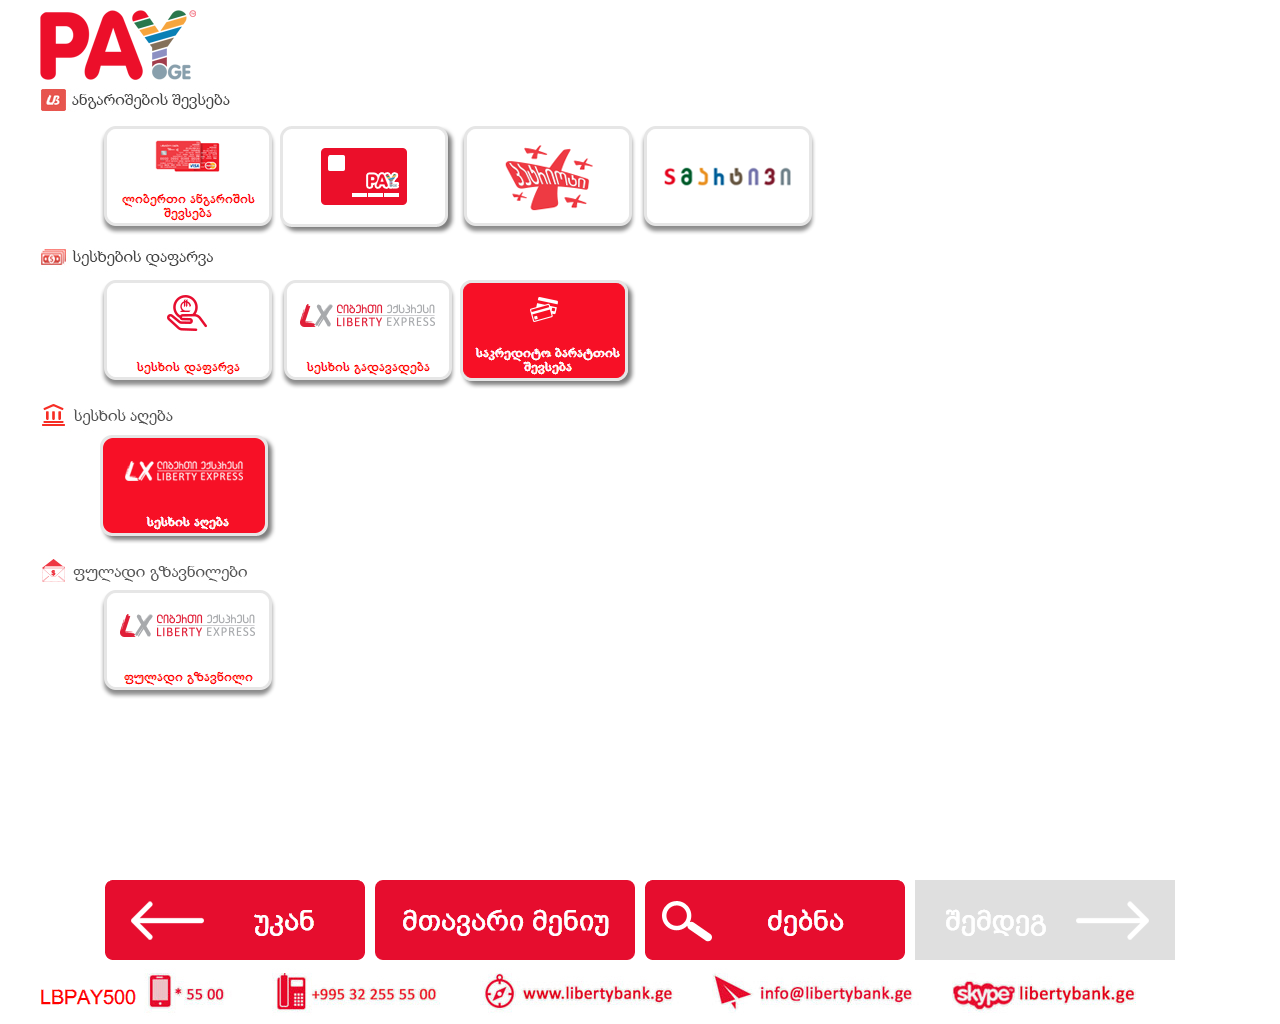 PAY.GE
LB ანგარიშების შევსება
ლიბერთი ანგარიშის
შევსება
PAY
პატრიოტი
სმარტივი
სესხების დაფარვა
სესხის დაფარვა
LX ლიბერთი ექსპრესი
LIBERTY EXPRESS
სესხის გადავადება
საკრედიტო ბარათის
შევსება
სესხის აღება
LX ლიბერთი ექსპრესი
LIBERTY EXPRESS
სესხის აღება
ფულადი გზავნილები
LX ლიბერთი ექსპრესი
LIBERTY EXPRESS
ფულადი გზავნილი
უკან
მთავარი მენიუ
ძებნა
შემდეგ
LBPAY500
* 55 00
+995 32 255 55 00
www.libertybank.ge
info@libertybank.ge
skype libertybank.ge